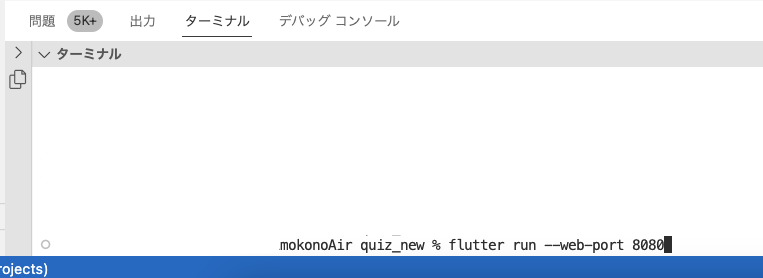 問題 5K+ 出力 ターミナル デバッグ コンソール
ターミナル
mokonoAir quiz_new % flutter run --web-port 8080
rojects)